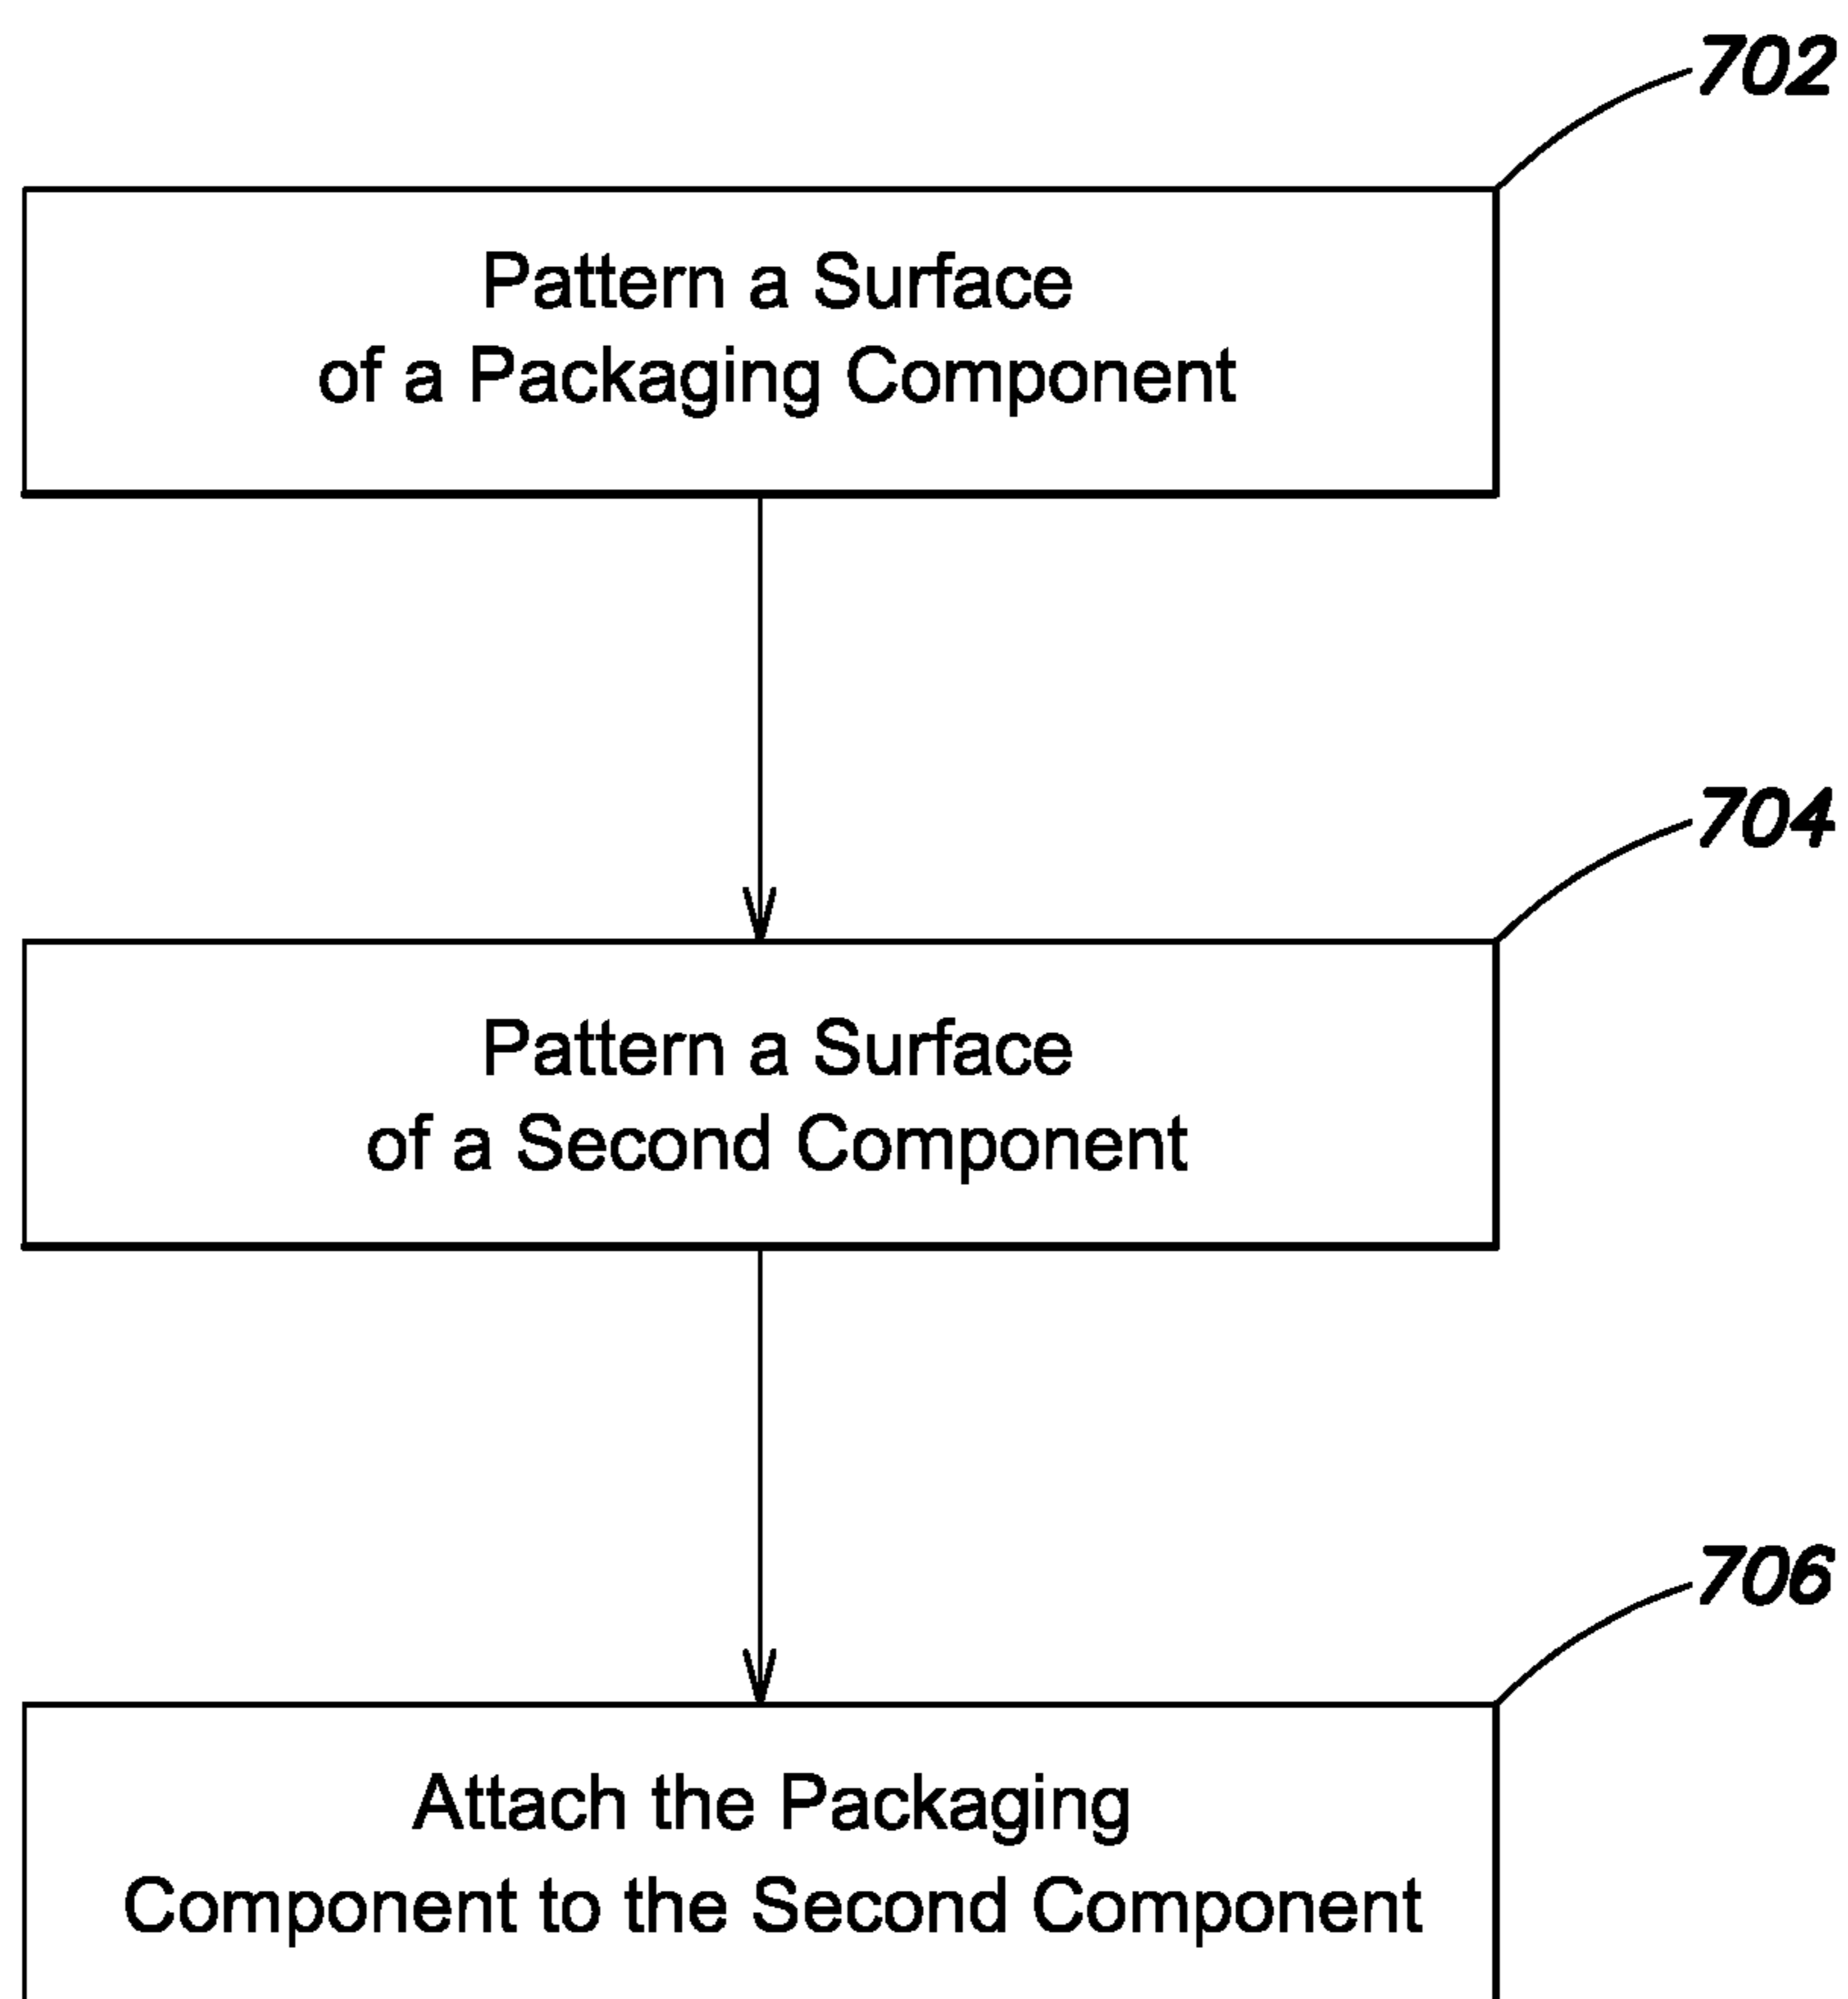 702
Pattern a Surface
of a Packaging Component
704
Pattern a Surface
of a Second Component
706
Attach the Packaging
Component to the Second Component